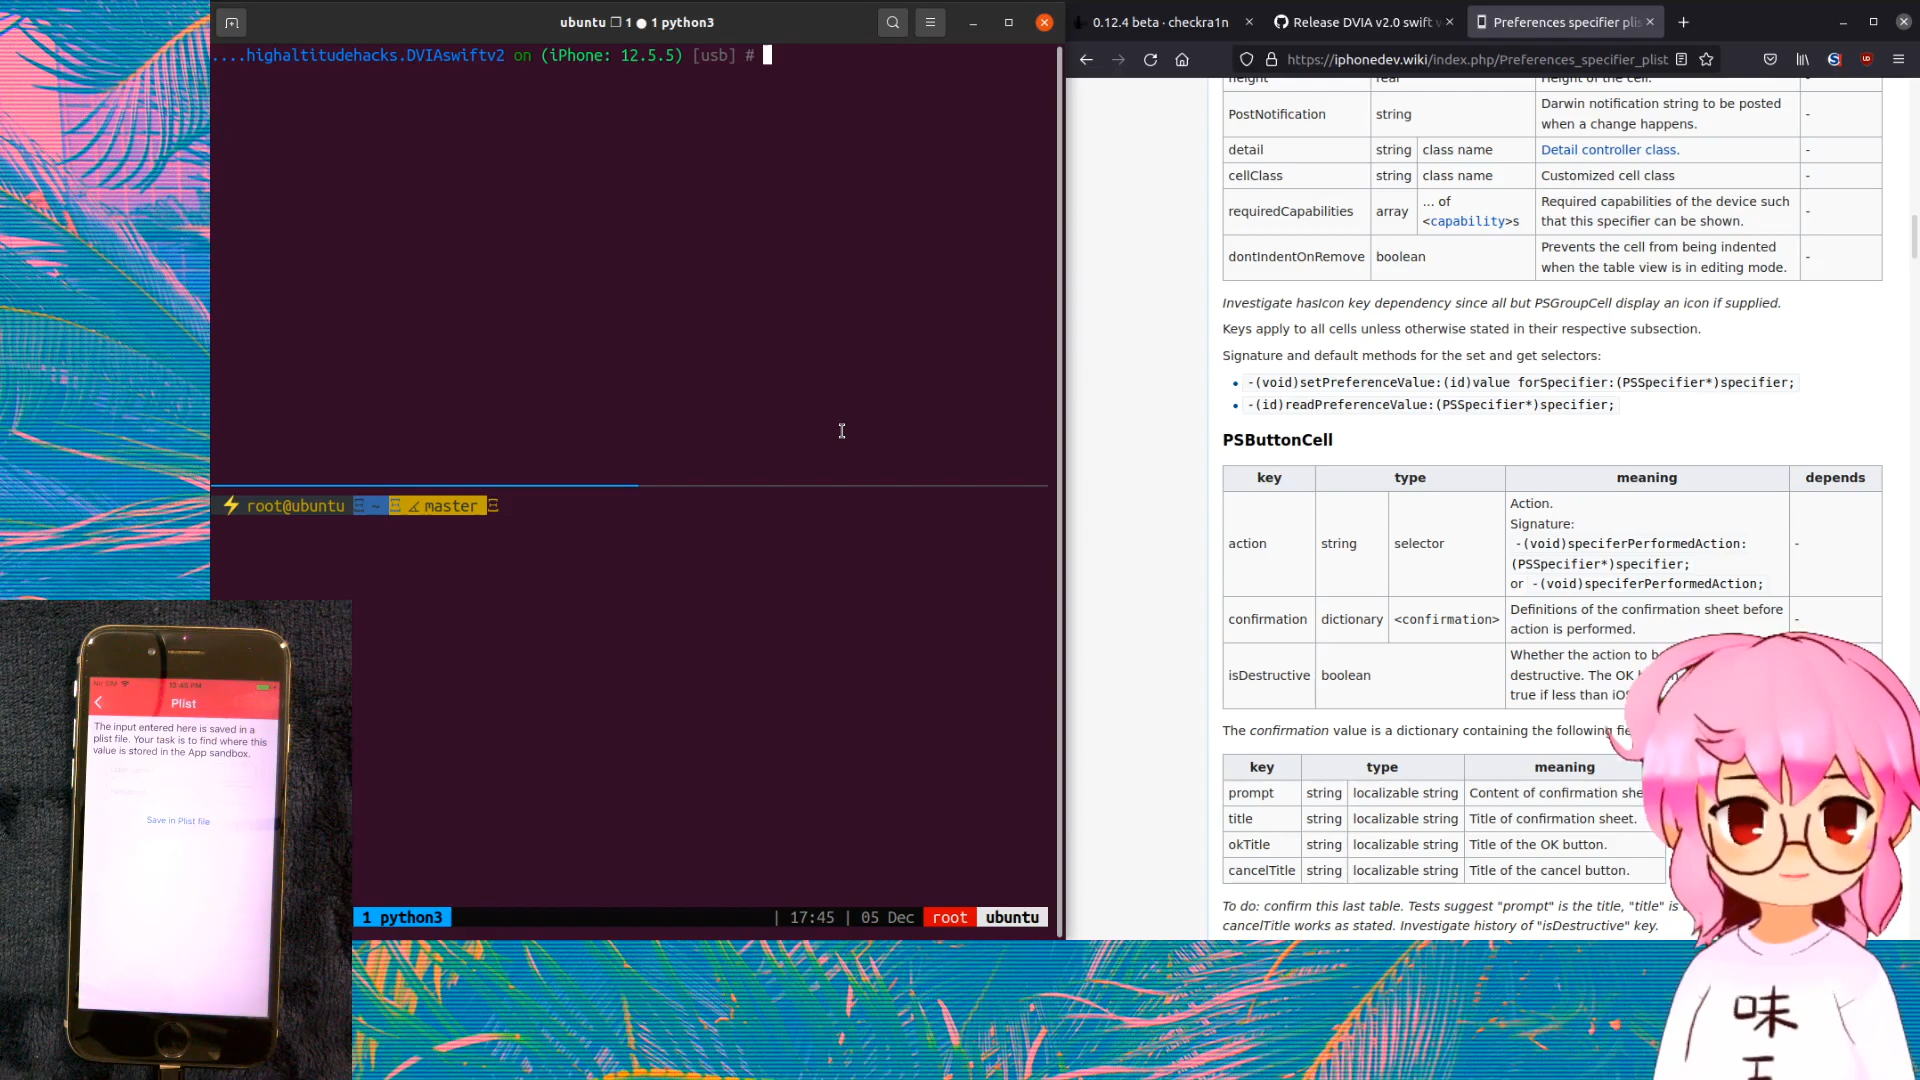 ubuntu ❐ 1 ● 1 python3
....highaltitudehacks.DVIAswiftv2 on (iPhone: 12.5.5) [usb] #
⚡ root@ubuntu ~ master
1 python3 | 17:45 | 05 Dec root ubuntu
0.12.4 beta · checkra1n
Release DVIA v2.0 swift v
Preferences specifier plis
https://iphonedev.wiki/index.php/Preferences_specifier_plist
height real Height of the cell. -
PostNotification string Darwin notification string to be posted
when a change happens. -
detail string class name Detail controller class. -
cellClass string class name Customized cell class -
requiredCapabilities array ... of
<capability>s Required capabilities of the device such
that this specifier can be shown. -
dontIndentOnRemove boolean Prevents the cell from being indented
when the table view is in editing mode. -
Investigate hasIcon key dependency since all but PSGroupCell display an icon if supplied.
Keys apply to all cells unless otherwise stated in their respective subsection.
Signature and default methods for the set and get selectors:
-(void)setPreferenceValue:(id)value forSpecifier:(PSSpecifier*)specifier;
-(id)readPreferenceValue:(PSSpecifier*)specifier;
PSButtonCell
key type meaning depends
action string selector Action.
Signature:
-(void)speciferPerformedAction:
(PSSpecifier*)specifier;
or -(void)speciferPerformedAction; -
confirmation dictionary <confirmation> Definitions of the confirmation sheet before
action is performed. -
isDestructive boolean Whether the action to b
destructive. The OK
true if less than iO
The confirmation value is a dictionary containing the following fie
key type meaning
prompt string localizable string Content of confirmation she
title string localizable string Title of confirmation sheet.
okTitle string localizable string Title of the OK button.
cancelTitle string localizable string Title of the cancel button.
To do: confirm this last table. Tests suggest "prompt" is the title, "title" is
cancelTitle works as stated. Investigate history of "isDestructive" key.
No SIM 12:45 PM
Plist
The input entered here is saved in a
plist file. Your task is to find where this
value is stored in the App sandbox.
Save in Plist file
味